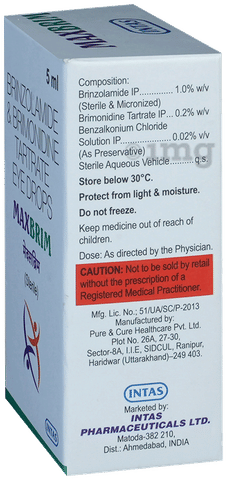 5 ml
BRINZOLAMIDE
& BRIMONIDINE
TARTRATE
EYE DROPS
MAXBRIM
मैक्सब्रिम
(Sterile)
MAXBRIM
Composition:
Brinzolamide IP............. 1.0% w/v
(Sterile & Micronized)
Brimonidine Tartrate IP...0.2% w/v
Benzalkonium Chloride
Solution IP.................... 0.02% v/v
(As Preservative)
Sterile Aqueous Vehicle.......q.s.
Store below 30°C.
Protect from light & moisture.
Do not freeze.
Keep medicine out of reach of
children.
Dose: As directed by the Physician.
CAUTION: Not to be sold by retail
without the prescription of a
Registered Medical Practitioner.
Mfg. Lic. No.: 51/UA/SC/P-2013
Manufactured by:
Pure & Cure Healthcare Pvt. Ltd.
Plot No. 26A, 27-30,
Sector-8A, I.I.E, SIDCUL, Ranipur,
Haridwar (Uttarakhand)–249 403.
INTAS
Marketed by:
INTAS
PHARMACEUTICALS LTD.
Matoda-382 210,
Dist.: Ahmedabad, INDIA